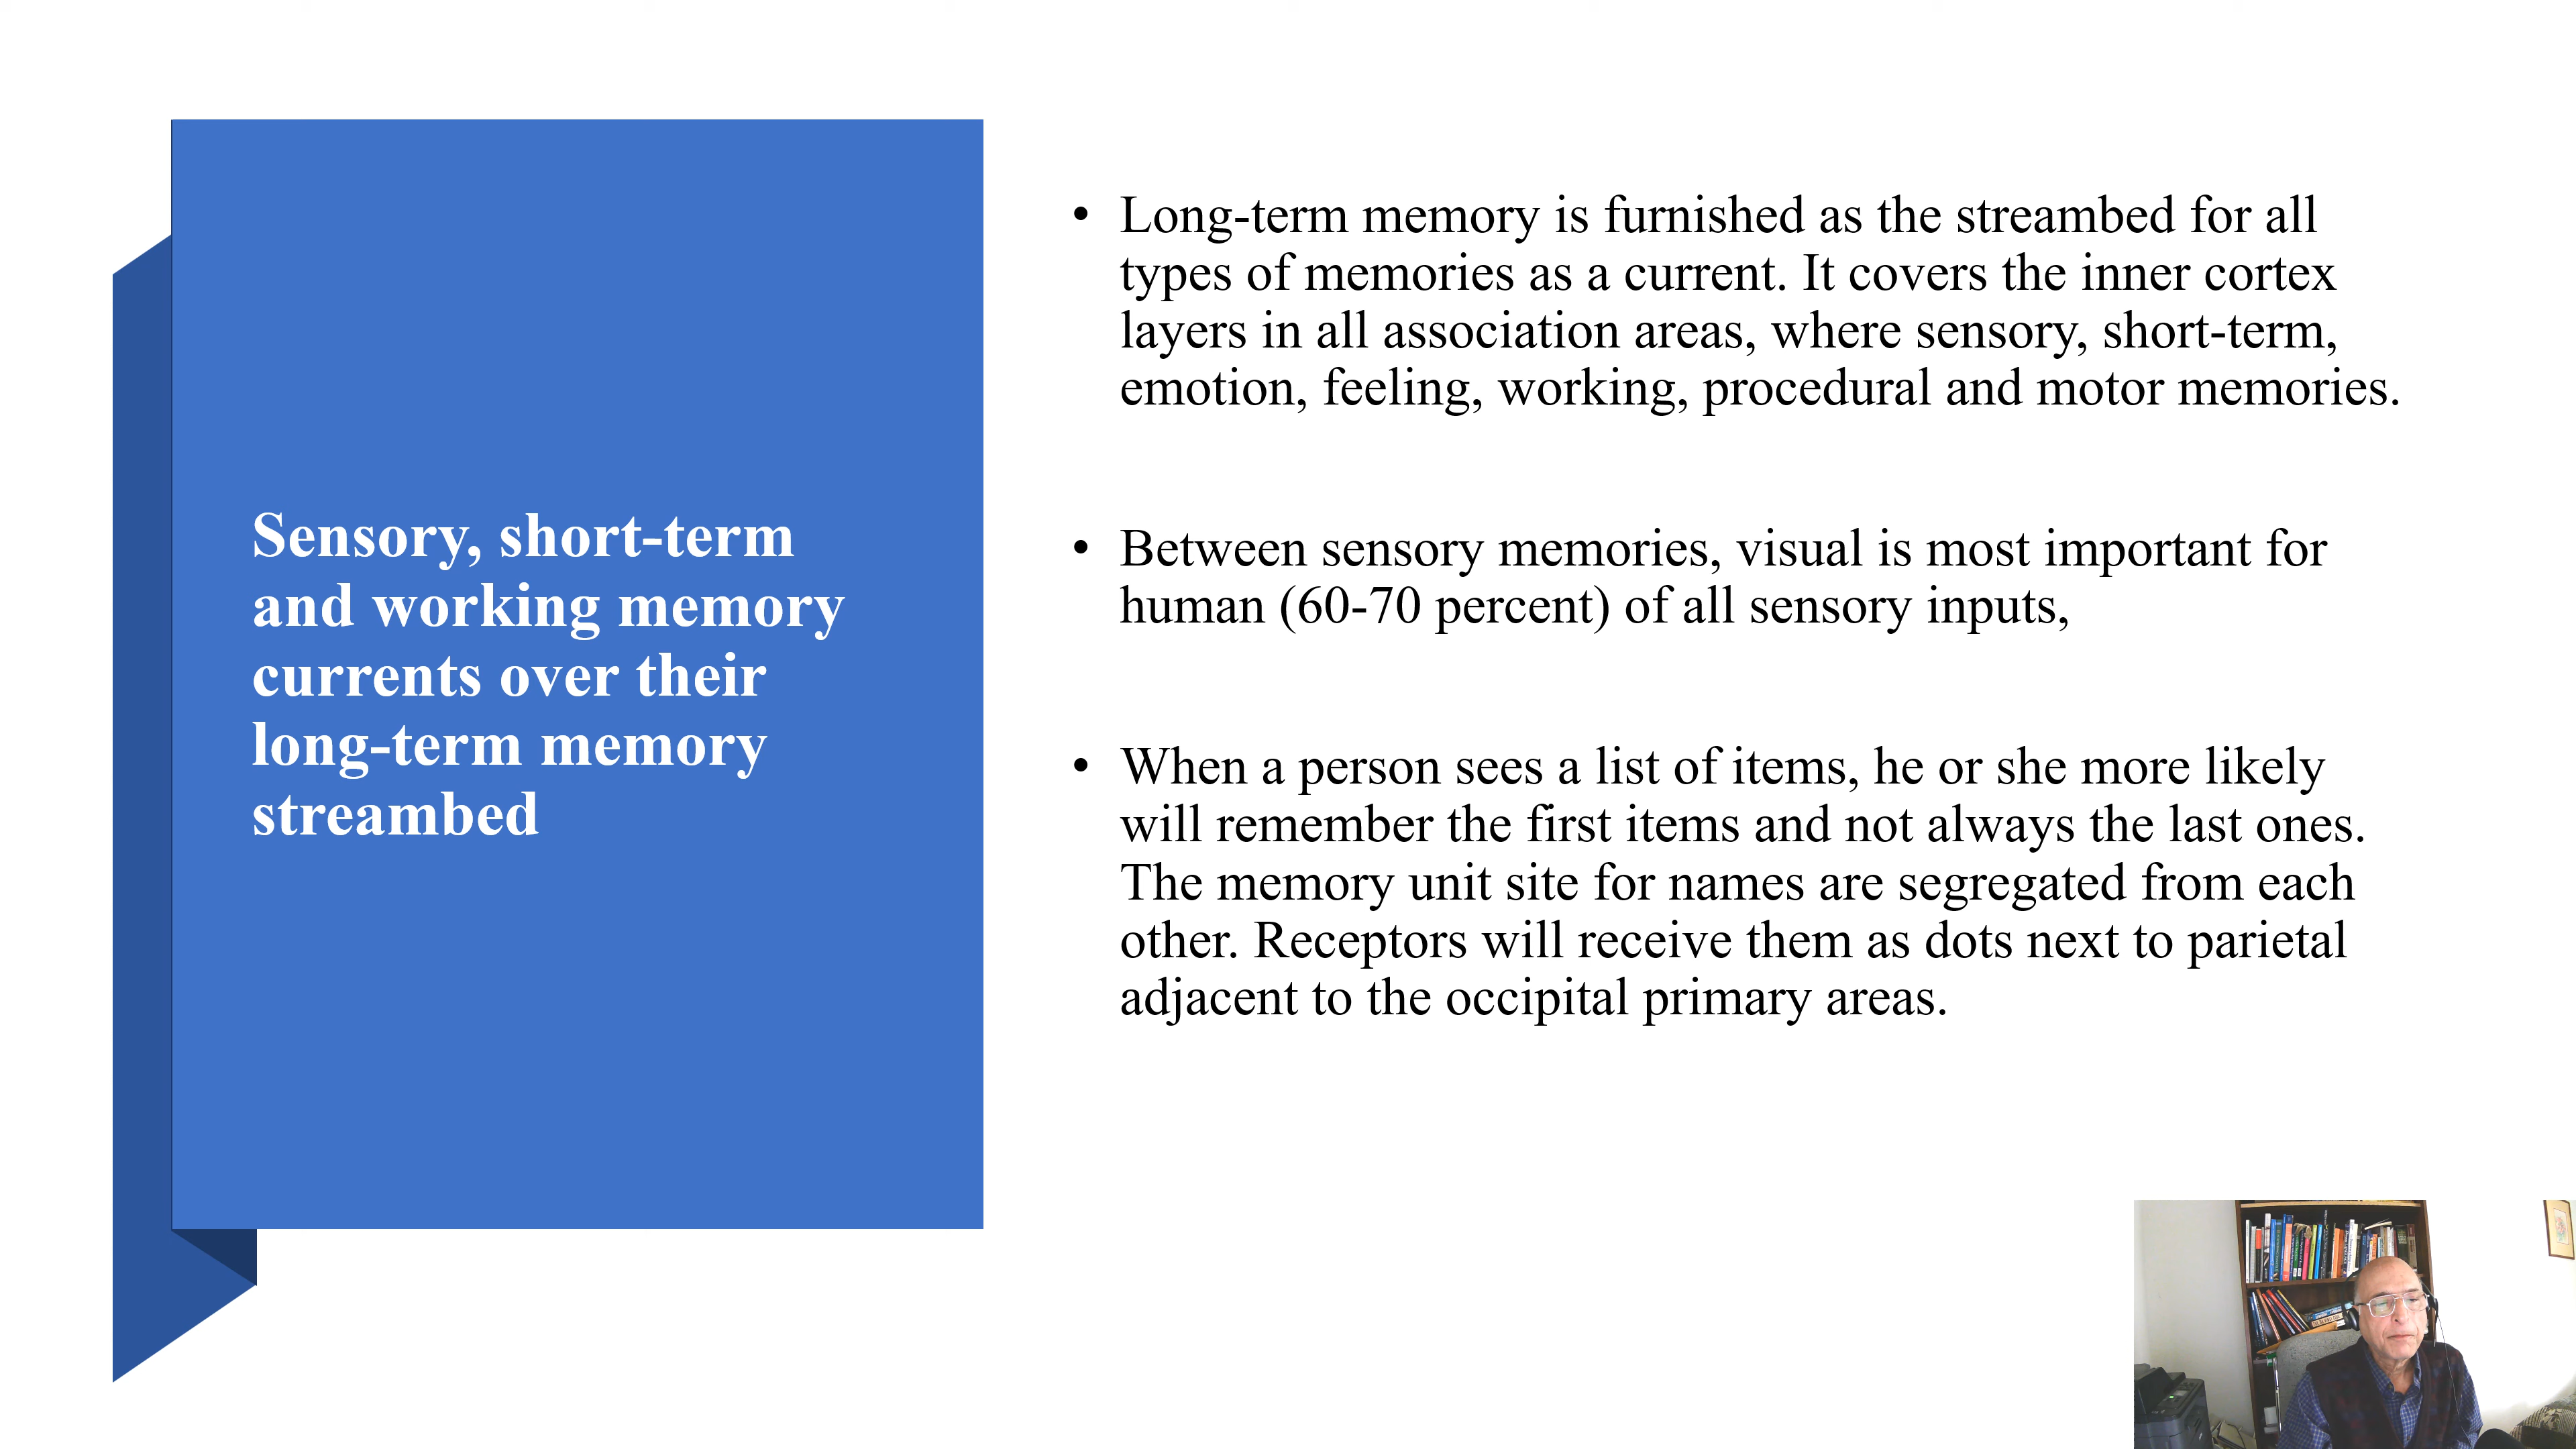 Sensory, short-term
and working memory
currents over their
long-term memory
streambed
• Long-term memory is furnished as the streambed for all
types of memories as a current. It covers the inner cortex
layers in all association areas, where sensory, short-term,
emotion, feeling, working, procedural and motor memories.
• Between sensory memories, visual is most important for
human (60-70 percent) of all sensory inputs,
• When a person sees a list of items, he or she more likely
will remember the first items and not always the last ones.
The memory unit site for names are segregated from each
other. Receptors will receive them as dots next to parietal
adjacent to the occipital primary areas.